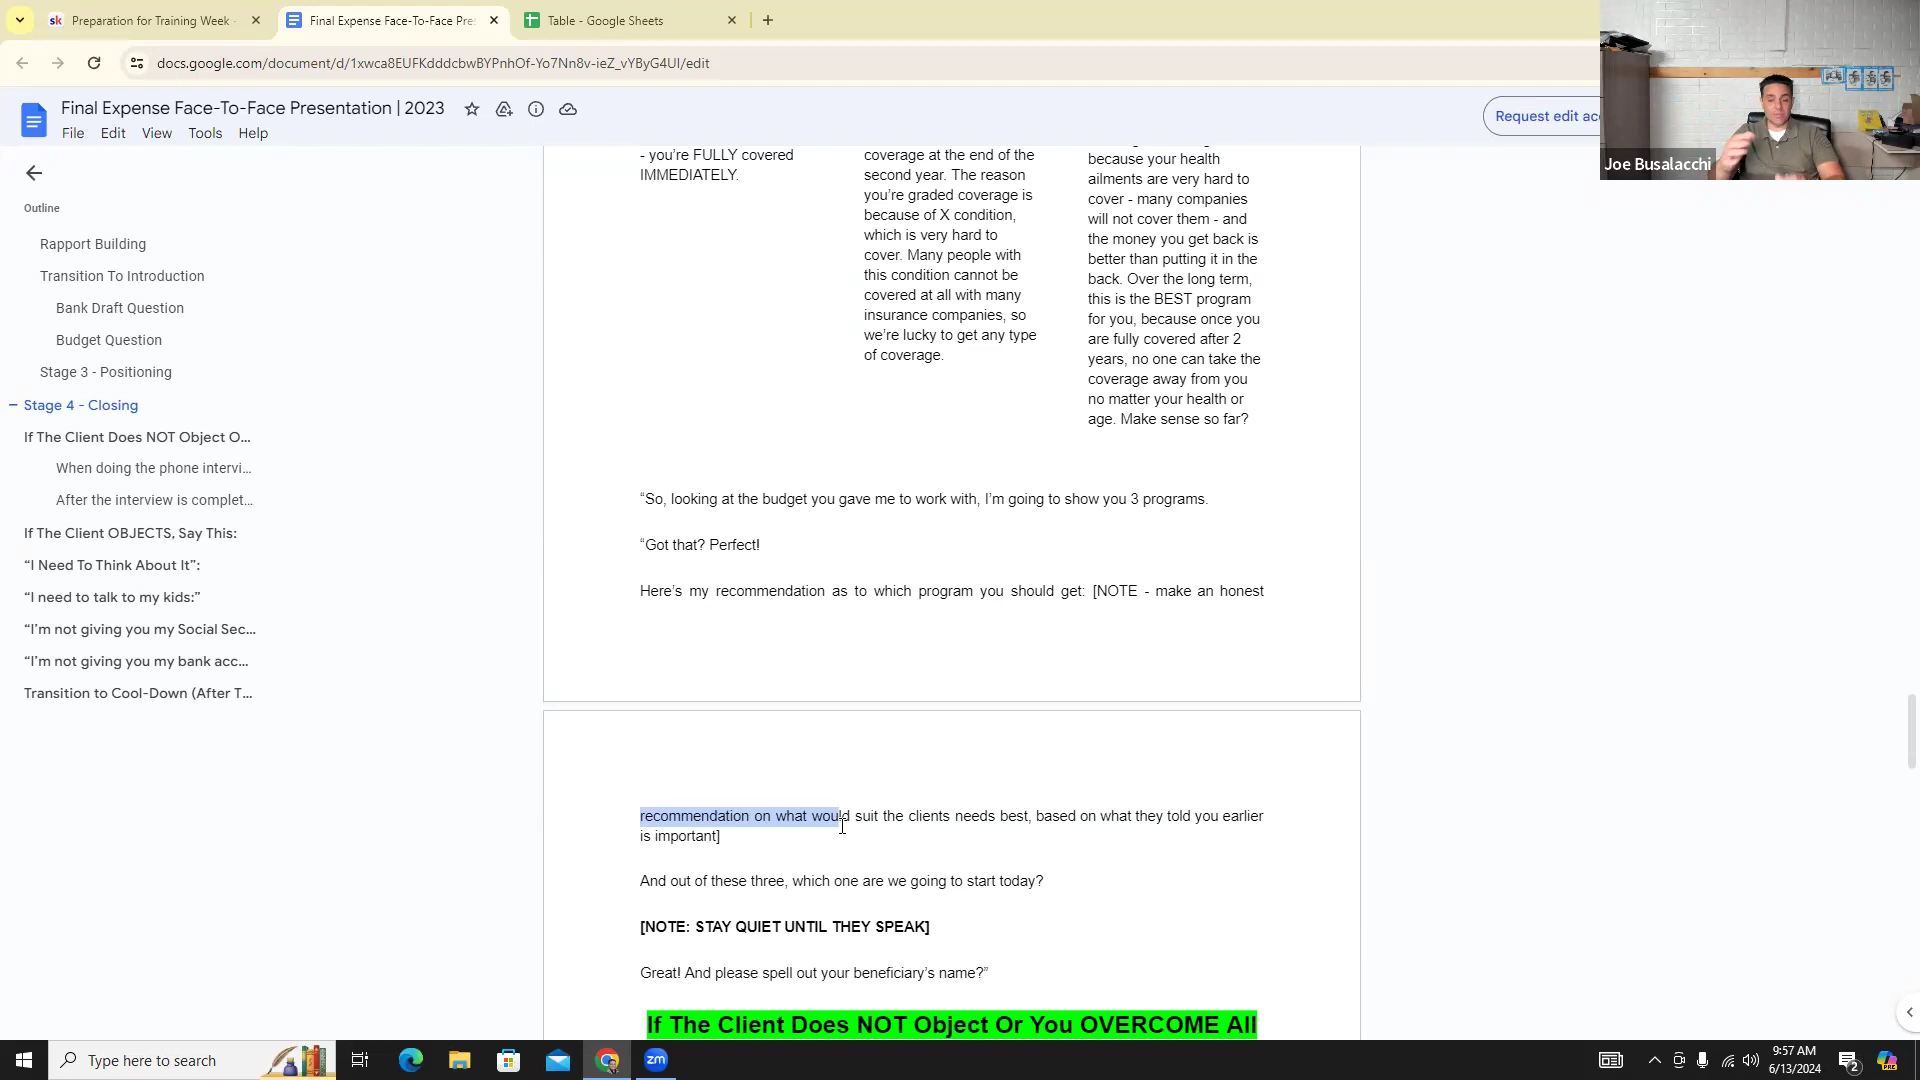 sk Preparation for Training Week -
Final Expense Face-To-Face Pre
Table - Google Sheets
docs.google.com/document/d/1xwca8EUFKdddcbwBYPnhOf-Yo7Nn8v-ieZ_vYByG4UI/edit
Final Expense Face-To-Face Presentation | 2023
File Edit View Tools Help
Request edit ac
Joe Busalacchi
Outline
Rapport Building
Transition To Introduction
Bank Draft Question
Budget Question
Stage 3 - Positioning
Stage 4 - Closing
If The Client Does NOT Object O...
When doing the phone intervi...
After the interview is complet...
If The Client OBJECTS, Say This:
“I Need To Think About It”:
“I need to talk to my kids:”
“I’m not giving you my Social Sec...
“I’m not giving you my bank acc...
Transition to Cool-Down (After T...
- you’re FULLY covered
IMMEDIATELY.
coverage at the end of the
second year. The reason
you’re graded coverage is
because of X condition,
which is very hard to
cover. Many people with
this condition cannot be
covered at all with many
insurance companies, so
we’re lucky to get any type
of coverage.
because your health
ailments are very hard to
cover - many companies
will not cover them - and
the money you get back is
better than putting it in the
back. Over the long term,
this is the BEST program
for you, because once you
are fully covered after 2
years, no one can take the
coverage away from you
no matter your health or
age. Make sense so far?
“So, looking at the budget you gave me to work with, I’m going to show you 3 programs.
“Got that? Perfect!
Here’s my recommendation as to which program you should get: [NOTE - make an honest
recommendation on what would suit the clients needs best, based on what they told you earlier
is important]
And out of these three, which one are we going to start today?
[NOTE: STAY QUIET UNTIL THEY SPEAK]
Great! And please spell out your beneficiary’s name?”
If The Client Does NOT Object Or You OVERCOME All
Type here to search
zm
9:57 AM
6/13/2024
2
PRE